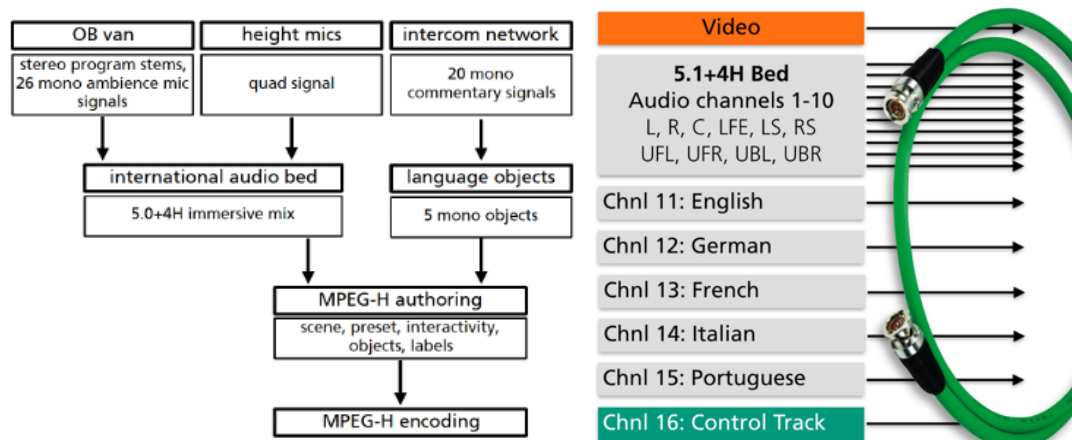 OB van
stereo program stems,
26 mono ambience mic
signals
height mics
quad signal
intercom network
20 mono
commentary signals
international audio bed
5.0+4H immersive mix
language objects
5 mono objects
MPEG-H authoring
scene, preset, interactivity,
objects, labels
MPEG-H encoding
Video
5.1+4H Bed
Audio channels 1-10
L, R, C, LFE, LS, RS
UFL, UFR, UBL, UBR
Chnl 11: English
Chnl 12: German
Chnl 13: French
Chnl 14: Italian
Chnl 15: Portuguese
Chnl 16: Control Track